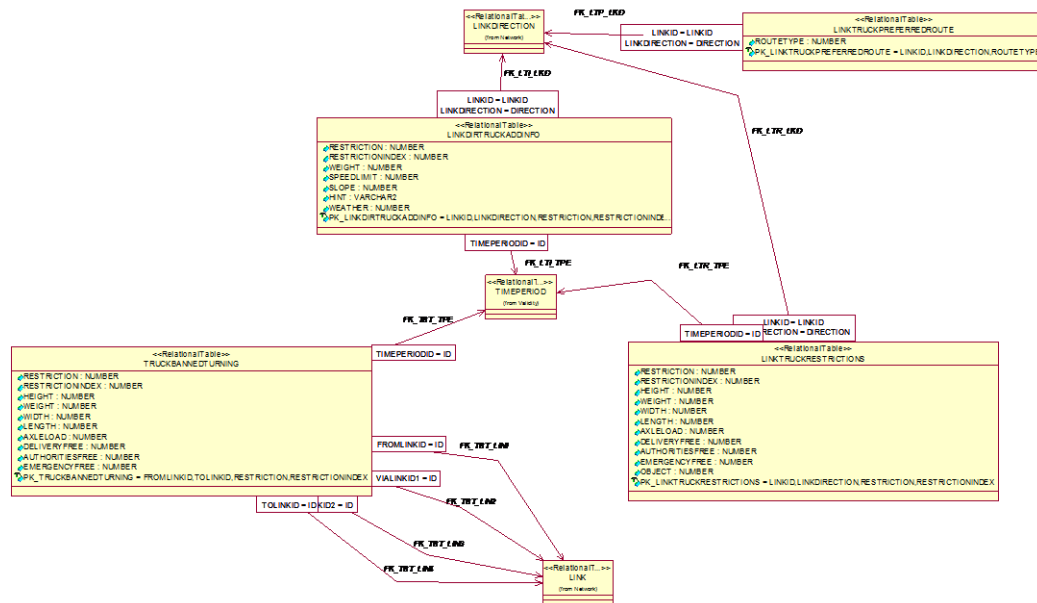 <<RelationalTa(...>>
LINKDIRECTION
(from Network)
FK_LTP_LKD
LINKID = LINKID
LINKDIRECTION = DIRECTION
<<RelationalTable>>
LINKTRUCKPREFERREDROUTE
ROUTETYPE : NUMBER
PK_LINKTRUCKPREFERREDROUTE = LINKID,LINKDIRECTION,ROUTETYPE
FK_LTI_LKD
LINKID = LINKID
LINKDIRECTION = DIRECTION
<<RelationalTable>>
LINKDIRTRUCKADDINFO
RESTRICTION : NUMBER
RESTRICTIONINDEX : NUMBER
WEIGHT : NUMBER
SPEEDLIMIT : NUMBER
SLOPE : NUMBER
HINT : VARCHAR2
WEATHER : NUMBER
PK_LINKDIRTRUCKADDINFO = LINKID,LINKDIRECTION,RESTRICTION,RESTRICTIONINDE...
FK_LTR_LKD
TIMEPERIODID = ID
FK_LTI_TPE
FK_LTR_TPE
<<RelationalT...>>
TIMEPERIOD
(from Validity)
FK_TBT_TPE
TIMEPERIODID = ID
LINKID = LINKID
TIMEPERIODID = ID
RECTION = DIRECTION
<<RelationalTable>>
TRUCKBANNEDTURNING
RESTRICTION : NUMBER
RESTRICTIONINDEX : NUMBER
HEIGHT : NUMBER
WEIGHT : NUMBER
WIDTH : NUMBER
LENGTH : NUMBER
AXLELOAD : NUMBER
DELIVERYFREE : NUMBER
AUTHORITIESFREE : NUMBER
EMERGENCYFREE : NUMBER
PK_TRUCKBANNEDTURNING = FROMLINKID,TOLINKID,RESTRICTION,RESTRICTIONINDEX
<<RelationalTable>>
LINKTRUCKRESTRICTIONS
RESTRICTION : NUMBER
RESTRICTIONINDEX : NUMBER
HEIGHT : NUMBER
WEIGHT : NUMBER
WIDTH : NUMBER
LENGTH : NUMBER
AXLELOAD : NUMBER
DELIVERYFREE : NUMBER
AUTHORITIESFREE : NUMBER
EMERGENCYFREE : NUMBER
OBJECT : NUMBER
PK_LINKTRUCKRESTRICTIONS = LINKID,LINKDIRECTION,RESTRICTION,RESTRICTIONINDEX
FROMLINKID = ID
VIALINKID1 = ID
TOLINKID = ID
KID2 = ID
<<RelationalT...>>
LINK
(from Network)